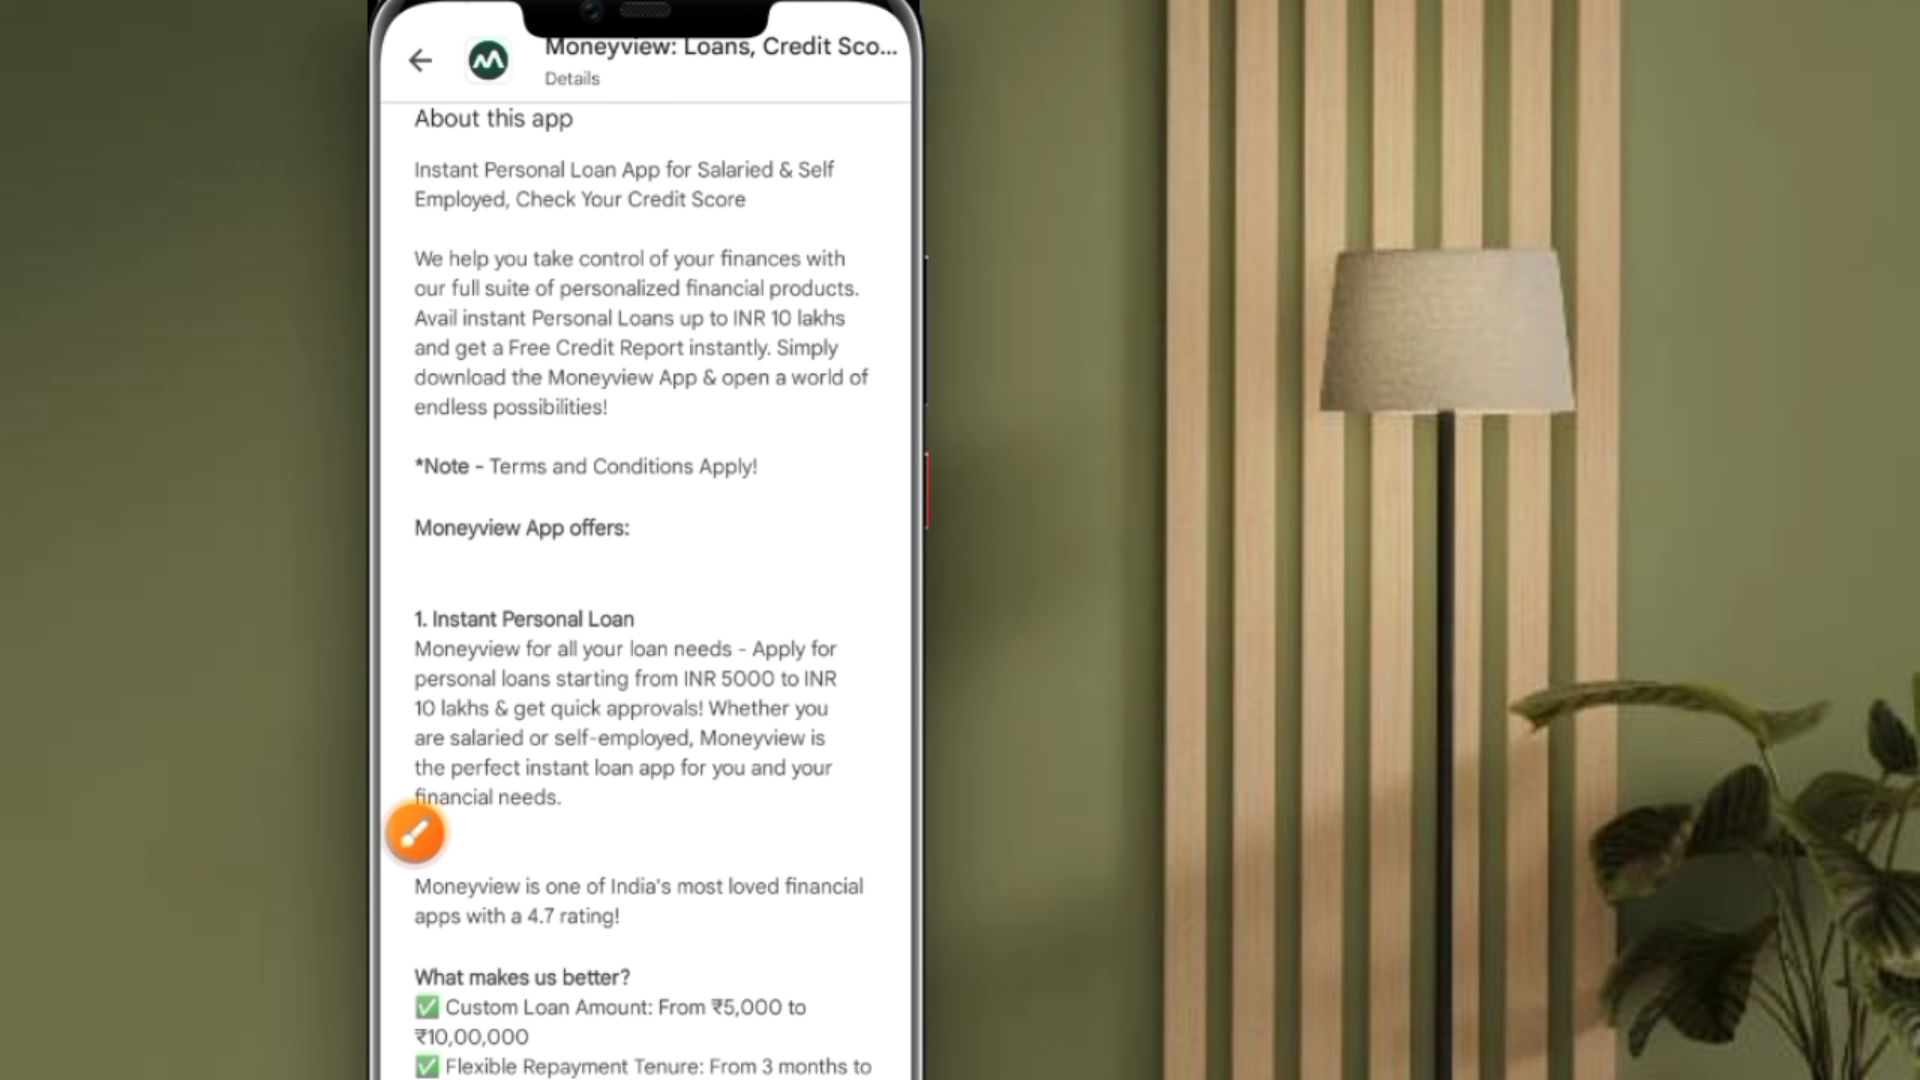 Moneyview: Loans, Credit Sco...
Details
About this app
Instant Personal Loan App for Salaried & Self
Employed, Check Your Credit Score
We help you take control of your finances with
our full suite of personalized financial products.
Avail instant Personal Loans up to INR 10 lakhs
and get a Free Credit Report instantly. Simply
download the Moneyview App & open a world of
endless possibilities!
*Note - Terms and Conditions Apply!
Moneyview App offers:
1. Instant Personal Loan
Moneyview for all your loan needs - Apply for
personal loans starting from INR 5000 to INR
10 lakhs & get quick approvals! Whether you
are salaried or self-employed, Moneyview is
the perfect instant loan app for you and your
financial needs.
Moneyview is one of India's most loved financial
apps with a 4.7 rating!
What makes us better?
✅ Custom Loan Amount: From ₹5,000 to
₹10,00,000
✅ Flexible Repayment Tenure: From 3 months to